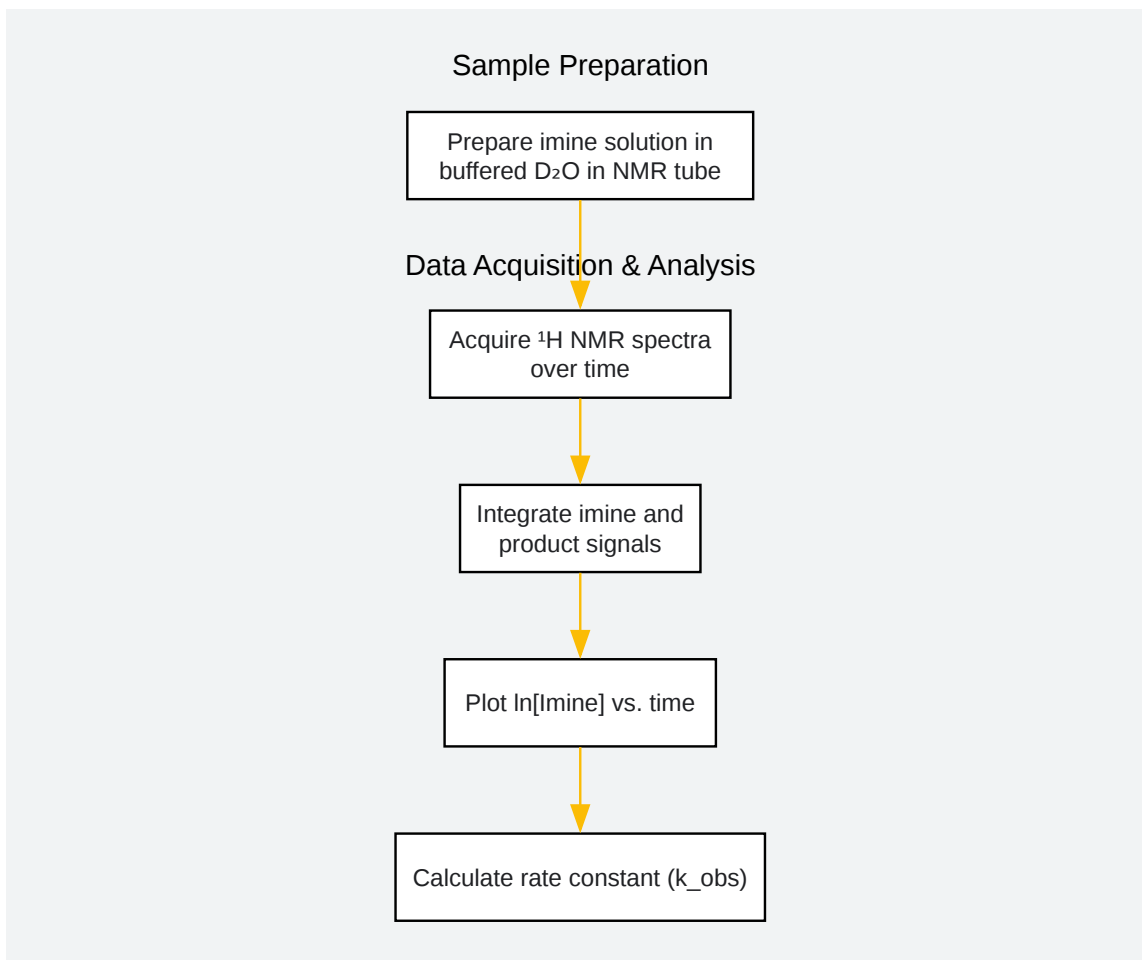 Sample Preparation
Prepare imine solution in
buffered D₂O in NMR tube
Data Acquisition & Analysis
Acquire ¹H NMR spectra
over time
Integrate imine and
product signals
Plot ln[Imine] vs. time
Calculate rate constant (k_obs)